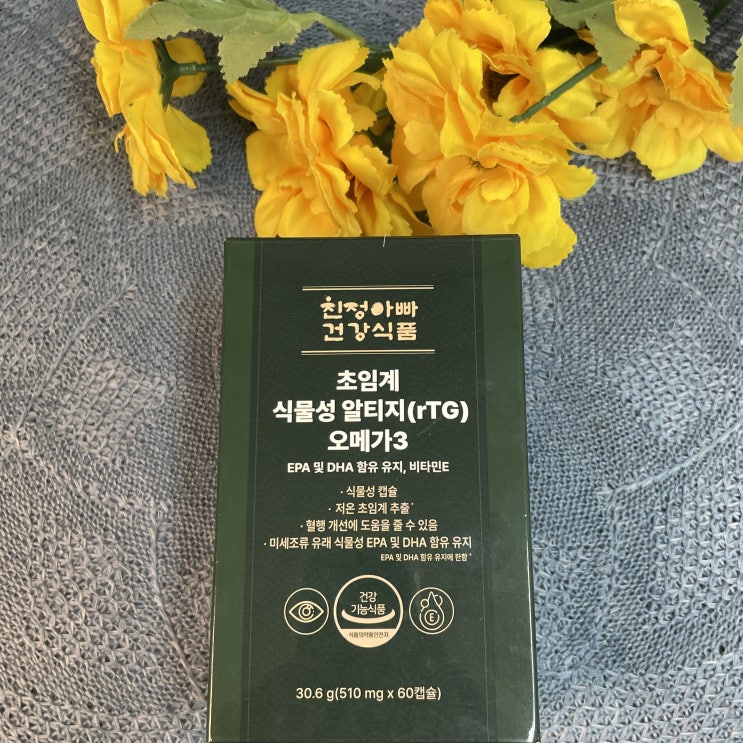 친정아빠
건강식품
초임계
식물성 알티지(rTG)
오메가3
EPA 및 DHA 함유 유지, 비타민E
· 식물성 캡슐
· 저온 초임계 추출*
· 혈행 개선에 도움을 줄 수 있음
· 미세조류 유래 식물성 EPA 및 DHA 함유 유지
EPA 및 DHA 함유 유지에 한함*
건강
기능식품
식품의약품안전처
E
30.6 g(510 mg x 60캡슐)